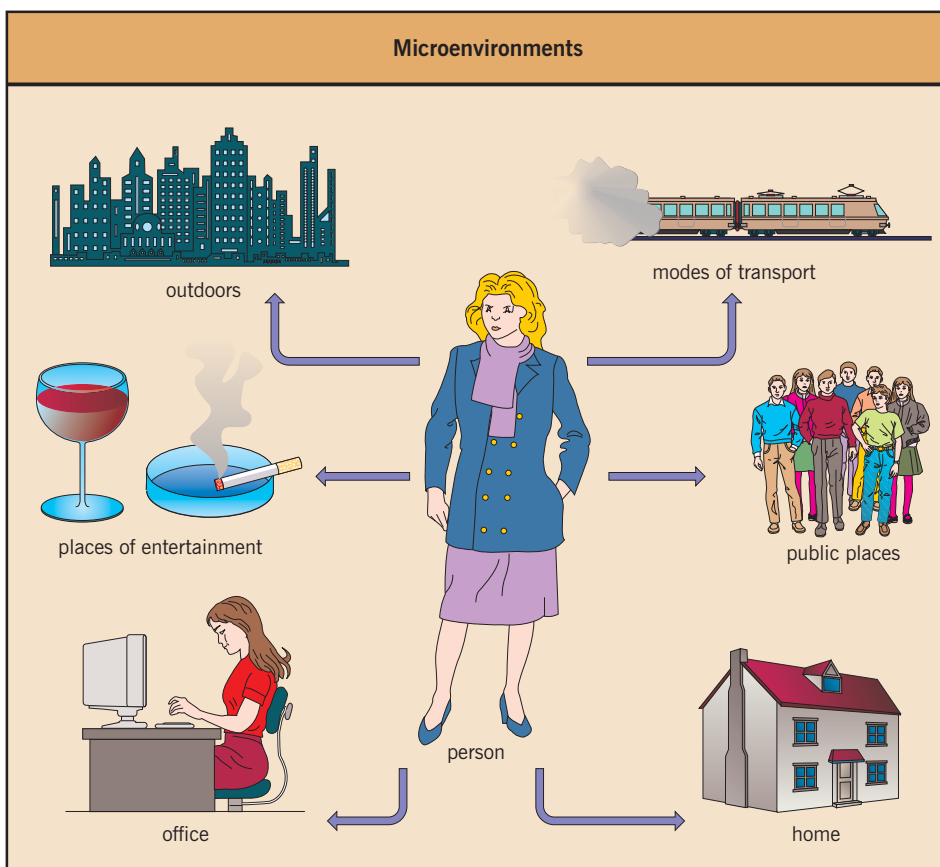 Microenvironments
outdoors
modes of transport
places of entertainment
public places
person
office
home